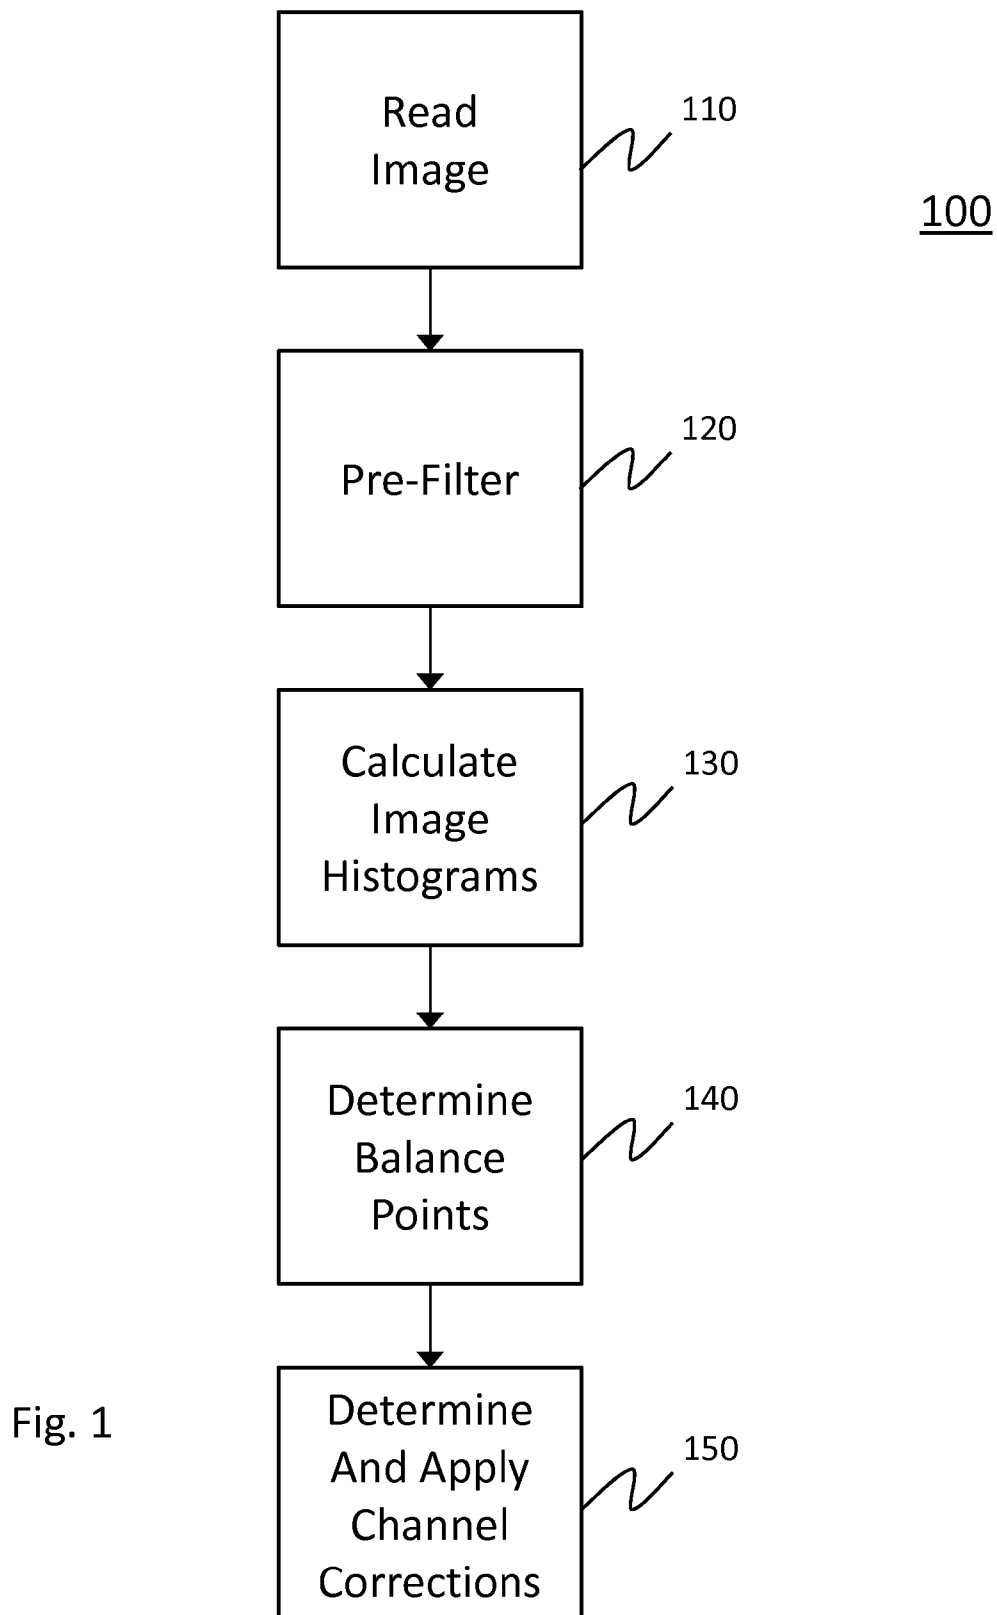 Read
Image
110
100
Pre-Filter
120
Calculate
Image
Histograms
130
Determine
Balance
Points
140
Determine
And Apply
Channel
Corrections
150
Fig. 1